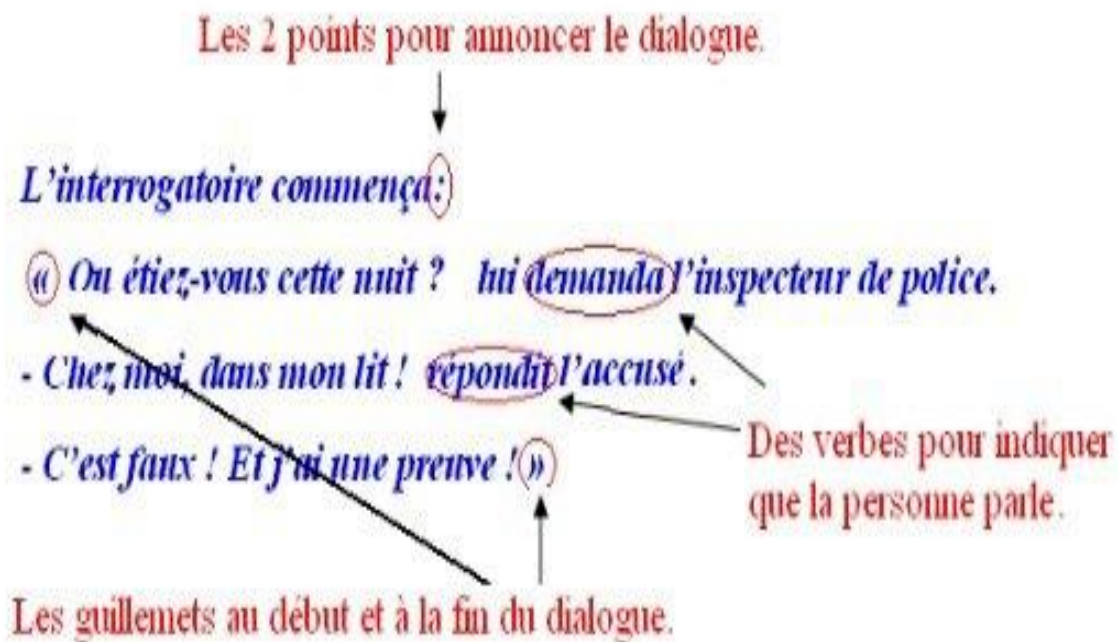 Les 2 points pour annoncer le dialogue.
L'interrogatoire commença:
« Ou étiez-vous cette nuit ? lui demanda l'inspecteur de police.
- Chez moi, dans mon lit ! répondit l'accusé.
- C'est faux ! Et j'ai une preuve ! »
Des verbes pour indiquer
que la personne parle.
Les guillemets au début et à la fin du dialogue.